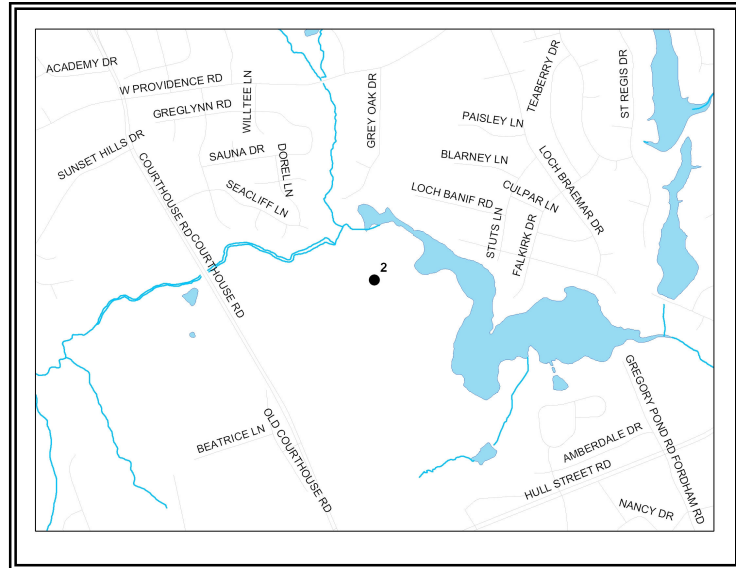 ACADEMY DR
W PROVIDENCE RD
GREGLYNN RD
WILLTEE LN
SUNSET HILLS DR
SAUNA DR
DOREL LN
SEACLIFF LN
COURTHOUSE RD
COURTHOUSE RD
GREY OAK DR
TEABERRY DR
ST REGIS DR
PAISLEY LN
BLARNEY LN
LOCH BRAEMAR DR
LOCH BANIF RD
CULPAR LN
STUTS LN
FALKIRK DR
2
BEATRICE LN
OLD COURTHOUSE RD
GREGORY POND RD
FORDHAM RD
AMBERDALE DR
HULL STREET RD
NANCY DR